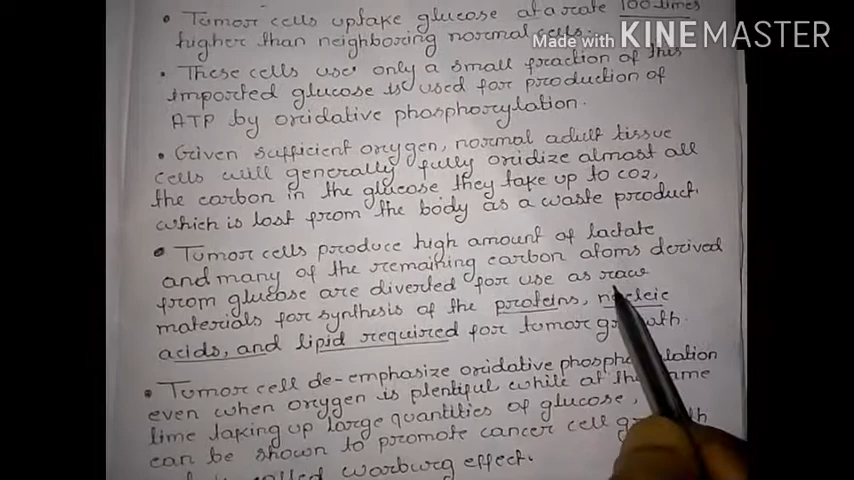 • Tumor cells uptake glucose at a rate 100 times
higher than neighboring normal cells.
Made with KINEMASTER
• These cells use only a small fraction of this
imported glucose is used for production of
ATP by oxidative phosphorylation.
• Given sufficient oxygen, normal adult tissue
cells will generally fully oxidize almost all
the carbon in the glucose they take up to CO2,
which is lost from the body as a waste product.
• Tumor cells produce high amount of lactate
and many of the remaining carbon atoms derived
from glucose are diverted for use as raw
materials for synthesis of the proteins, nucleic
acids, and lipid required for tumor growth.
• Tumor cell de-emphasize oxidative phosphorylation
even when oxygen is plentiful while at the same
time taking up large quantities of glucose,
can be shown to promote cancer cell
called warburg effect.